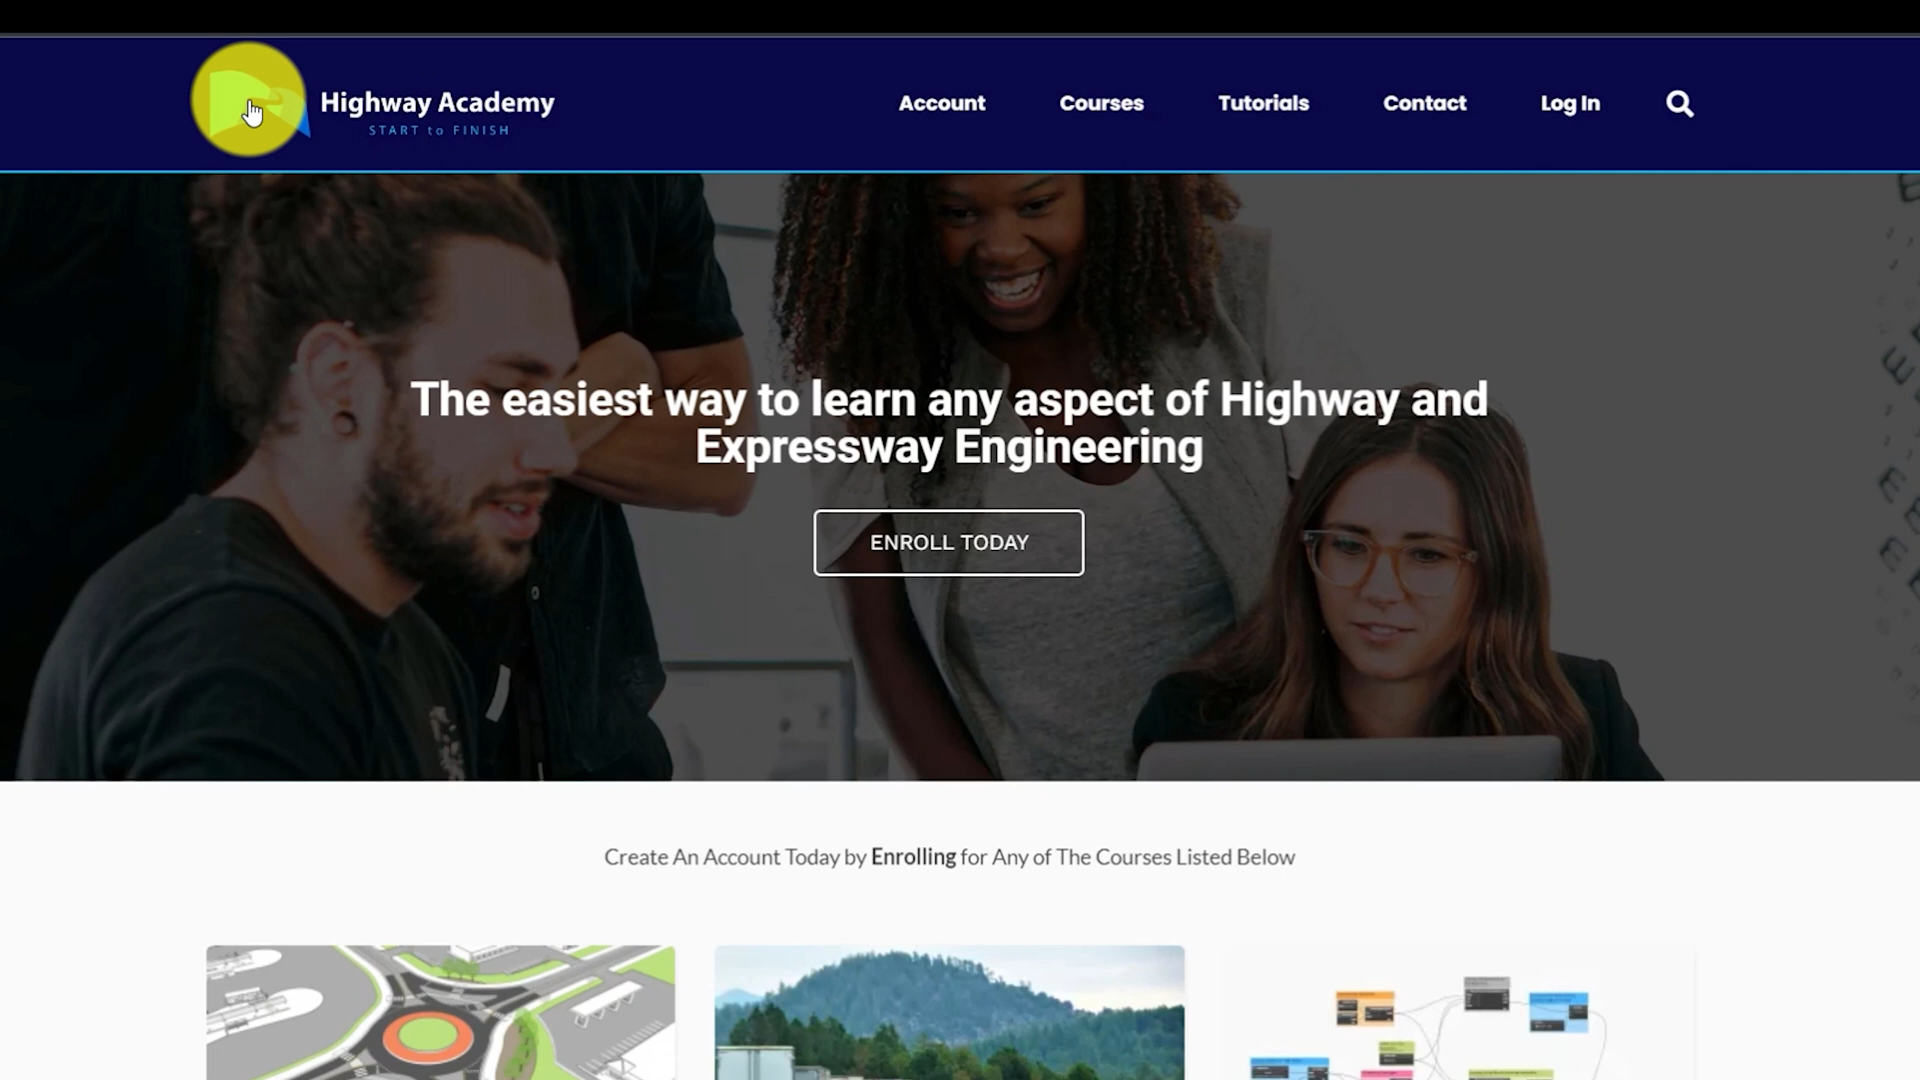 Highway Academy
START to FINISH
Account
Courses
Tutorials
Contact
Log In
The easiest way to learn any aspect of Highway and
Expressway Engineering
ENROLL TODAY
Create An Account Today by Enrolling for Any of The Courses Listed Below